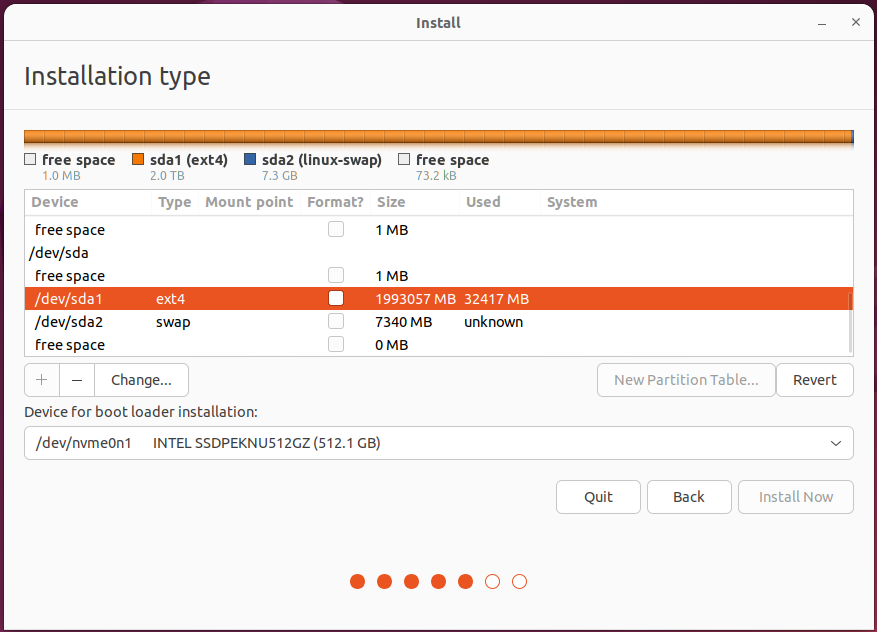 Install
Installation type
free space sda1 (ext4) sda2 (linux-swap) free space
1.0 MB 2.0 TB 7.3 GB 73.2 kB
Device Type Mount point Format? Size Used System
free space 1 MB
/dev/sda
free space 1 MB
/dev/sda1 ext4 1993057 MB 32417 MB
/dev/sda2 swap 7340 MB unknown
free space 0 MB
+ – Change... New Partition Table... Revert
Device for boot loader installation:
/dev/nvme0n1 INTEL SSDPEKNU512GZ (512.1 GB)
Quit Back Install Now